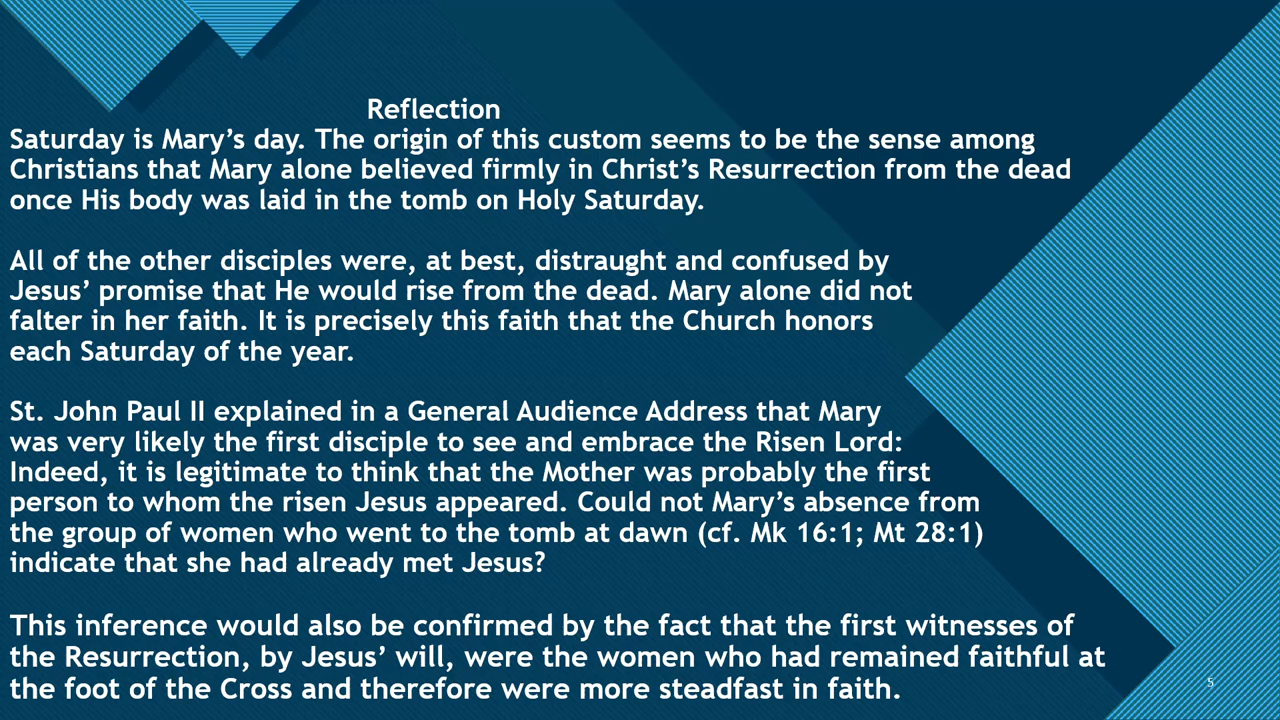 Reflection
Saturday is Mary’s day. The origin of this custom seems to be the sense among
Christians that Mary alone believed firmly in Christ’s Resurrection from the dead
once His body was laid in the tomb on Holy Saturday.
All of the other disciples were, at best, distraught and confused by
Jesus’ promise that He would rise from the dead. Mary alone did not
falter in her faith. It is precisely this faith that the Church honors
each Saturday of the year.
St. John Paul II explained in a General Audience Address that Mary
was very likely the first disciple to see and embrace the Risen Lord:
Indeed, it is legitimate to think that the Mother was probably the first
person to whom the risen Jesus appeared. Could not Mary’s absence from
the group of women who went to the tomb at dawn (cf. Mk 16:1; Mt 28:1)
indicate that she had already met Jesus?
This inference would also be confirmed by the fact that the first witnesses of
the Resurrection, by Jesus’ will, were the women who had remained faithful at
the foot of the Cross and therefore were more steadfast in faith.
5